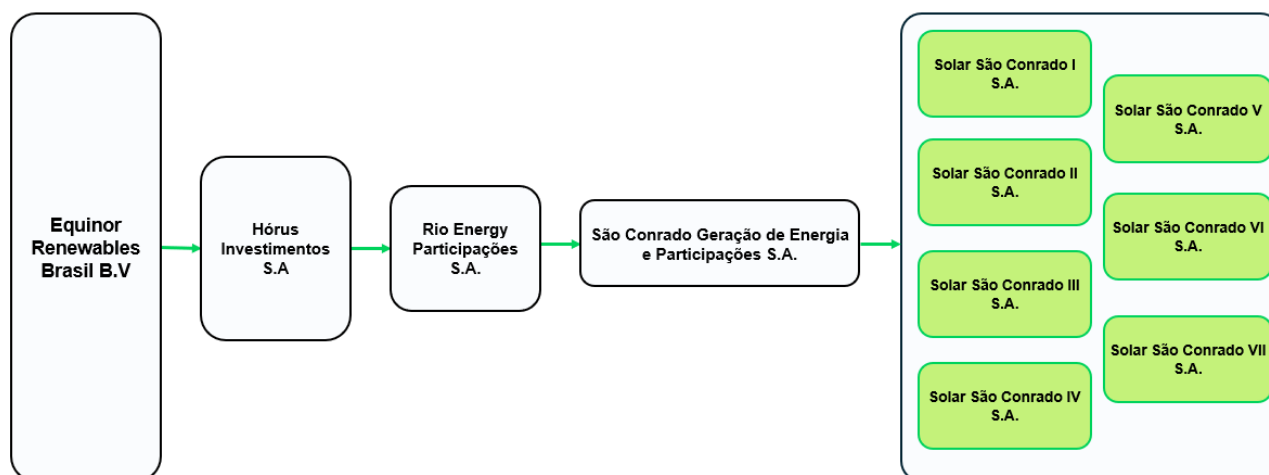 Equinor
Renewables
Brasil B.V
Hórus
Investimentos
S.A
Rio Energy
Participações
S.A.
São Conrado Geração de Energia
e Participações S.A.
Solar São Conrado I
S.A.
Solar São Conrado II
S.A.
Solar São Conrado III
S.A.
Solar São Conrado IV
S.A.
Solar São Conrado V
S.A.
Solar São Conrado VI
S.A.
Solar São Conrado VII
S.A.